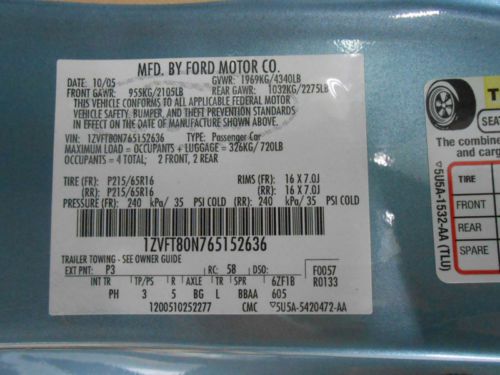 MFD. BY FORD MOTOR CO.
DATE: 10/05 GVWR: 1969KG/4340LB
FRONT GAWR: 955KG/2105LB REAR GAWR: 1032KG/2275LB
THIS VEHICLE CONFORMS TO ALL APPLICABLE FEDERAL MOTOR
VEHICLE SAFETY, BUMPER, AND THEFT PREVENTION STANDARDS
IN EFFECT ON THE DATE OF MANUFACTURE SHOWN ABOVE.
VIN: 1ZVFT80N765152636 TYPE: Passenger Car
MAXIMUM LOAD = OCCUPANTS + LUGGAGE = 326KG/720LB
OCCUPANTS = 4 TOTAL; 2 FRONT, 2 REAR
TIRE (FR): P215/65R16 RIMS (FR): 16 X 7.0J
(RR): P215/65R16 (RR): 16 X 7.0J
PRESSURE (FR): 240 kPa/ 35 PSI COLD (RR): 240 kPa/ 35 PSI COLD
1ZVFT80N765152636
TRAILER TOWING - SEE OWNER GUIDE
EXT PNT: P3 RC: 58 DSO: F0057
INT TR TP/PS R AXLE TR SPR 6ZF1B R0133
PH 3 5 BG L BBAA 605
1200510252277 CMC 5U5A-5420472-AA
T
SEA
The combine
and carg
TIRE
FRONT
REAR
SPARE
5U5A-1532-AA (TLU)